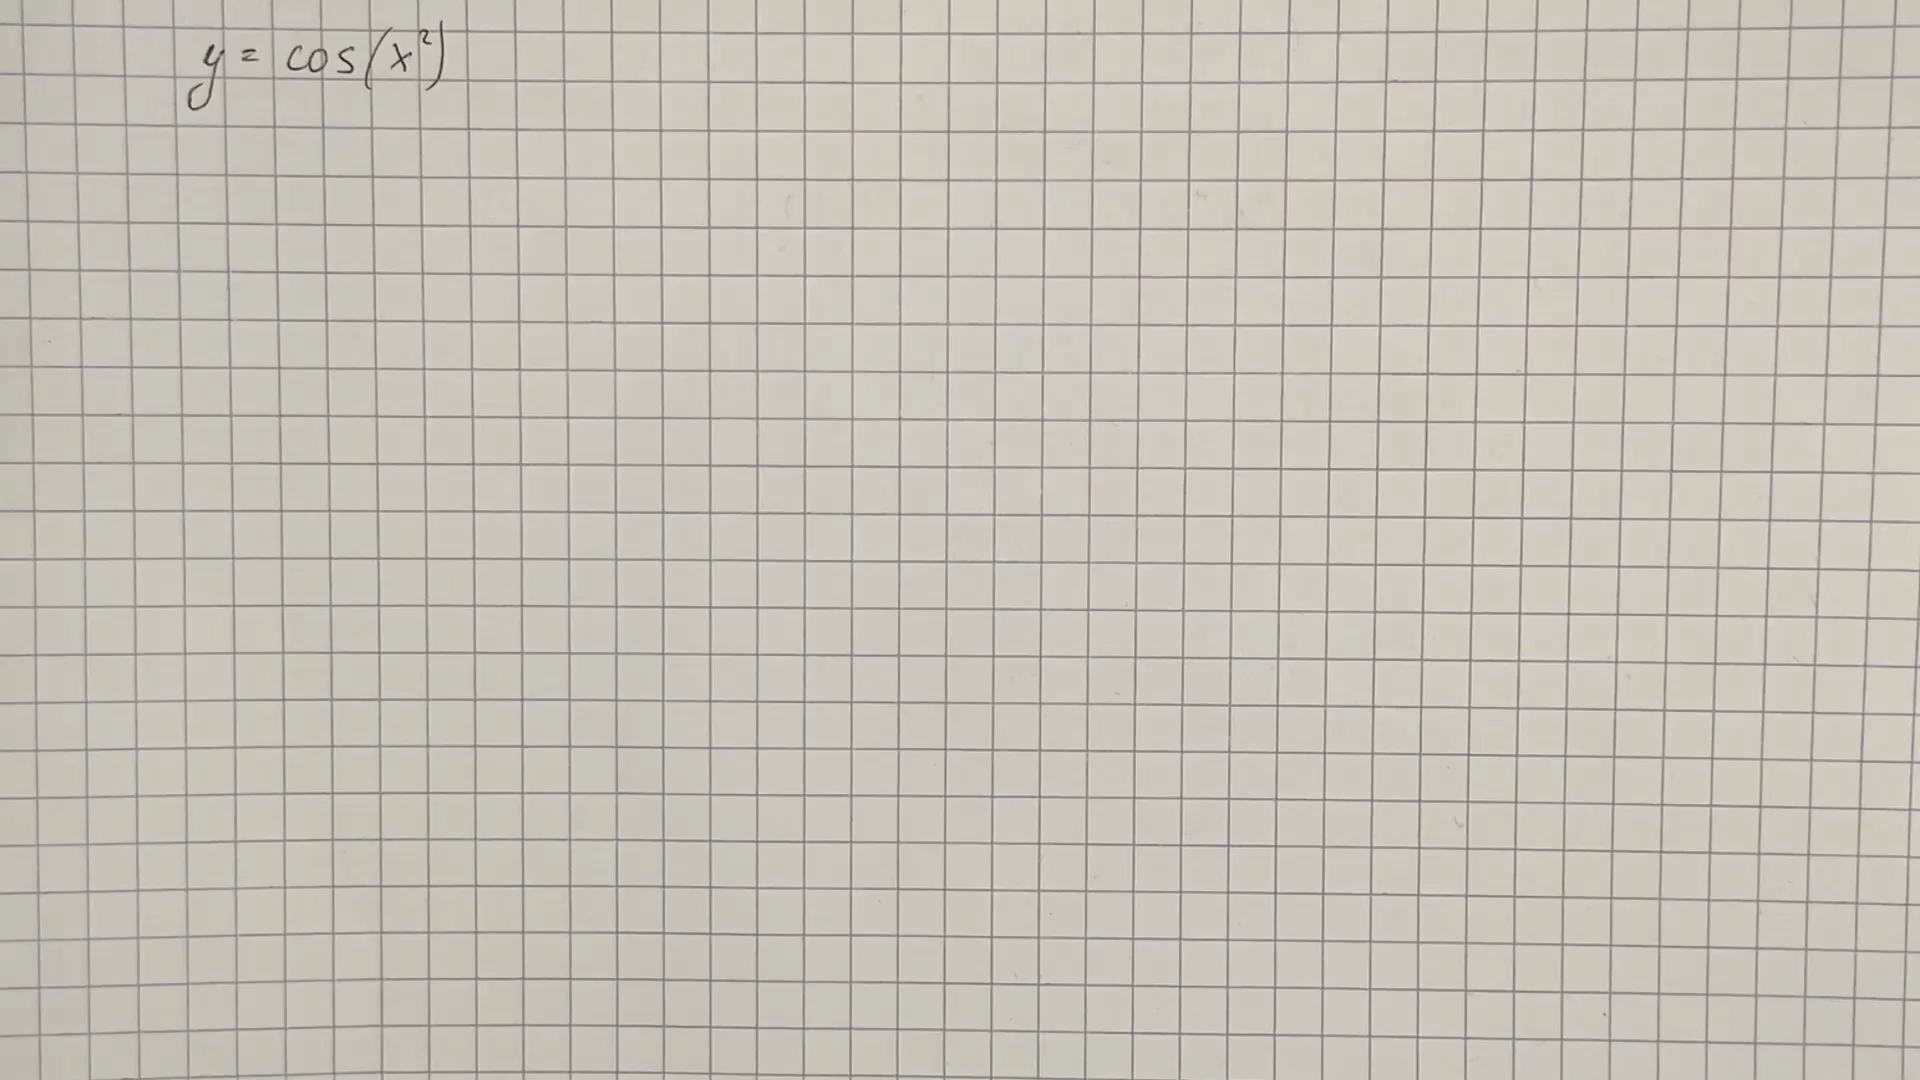 y = cos(x²)